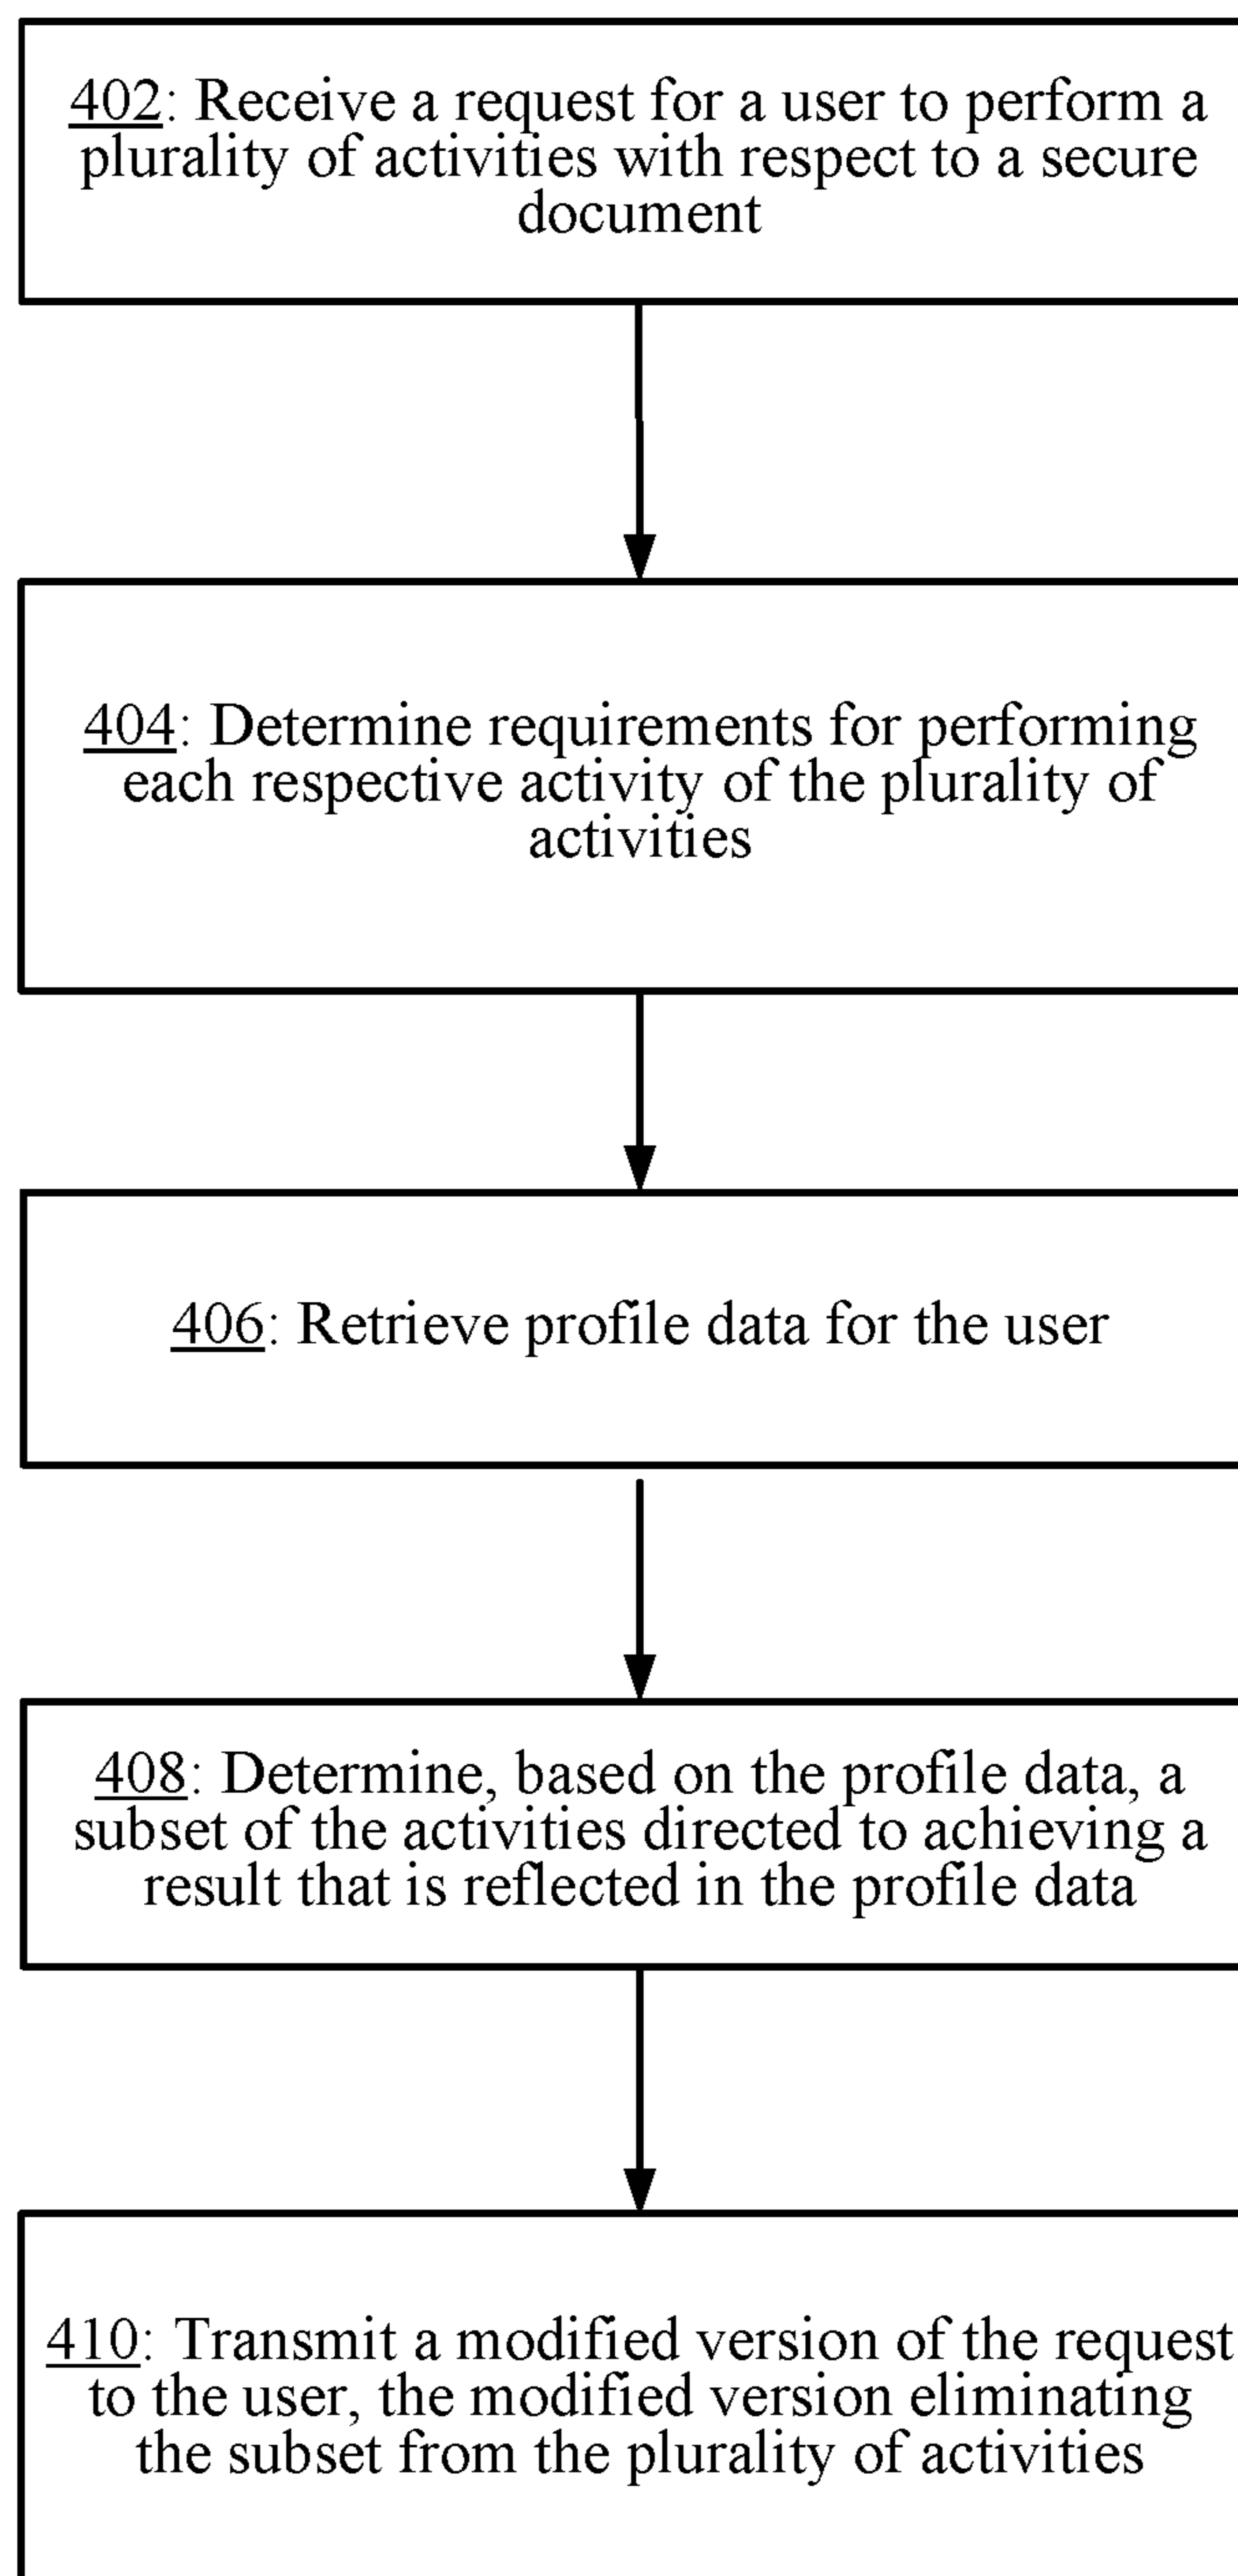 402: Receive a request for a user to perform a
plurality of activities with respect to a secure
document
404: Determine requirements for performing
each respective activity of the plurality of
activities
406: Retrieve profile data for the user
408: Determine, based on the profile data, a
subset of the activities directed to achieving a
result that is reflected in the profile data
410: Transmit a modified version of the request
to the user, the modified version eliminating
the subset from the plurality of activities